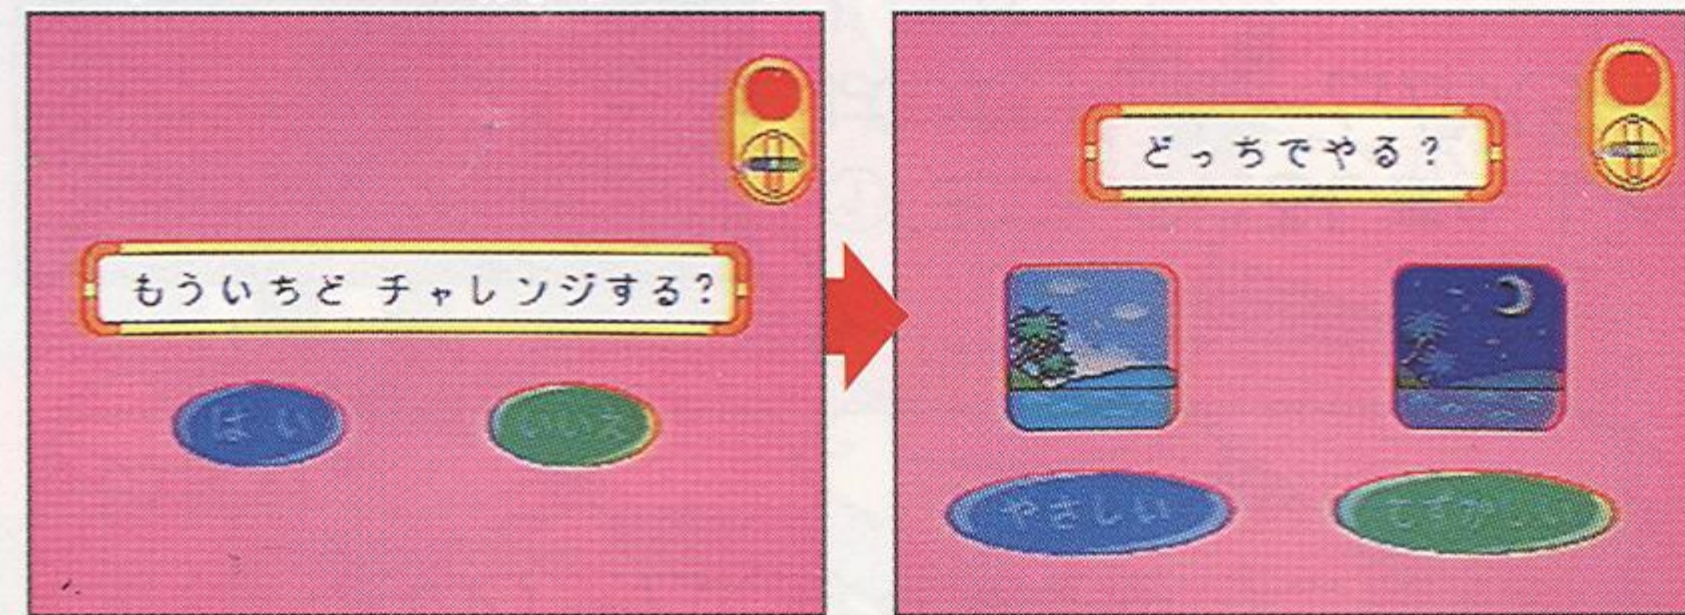 もういちど チャレンジする?
はい
いいえ
どっちでやる?
やさしい
むずかしい